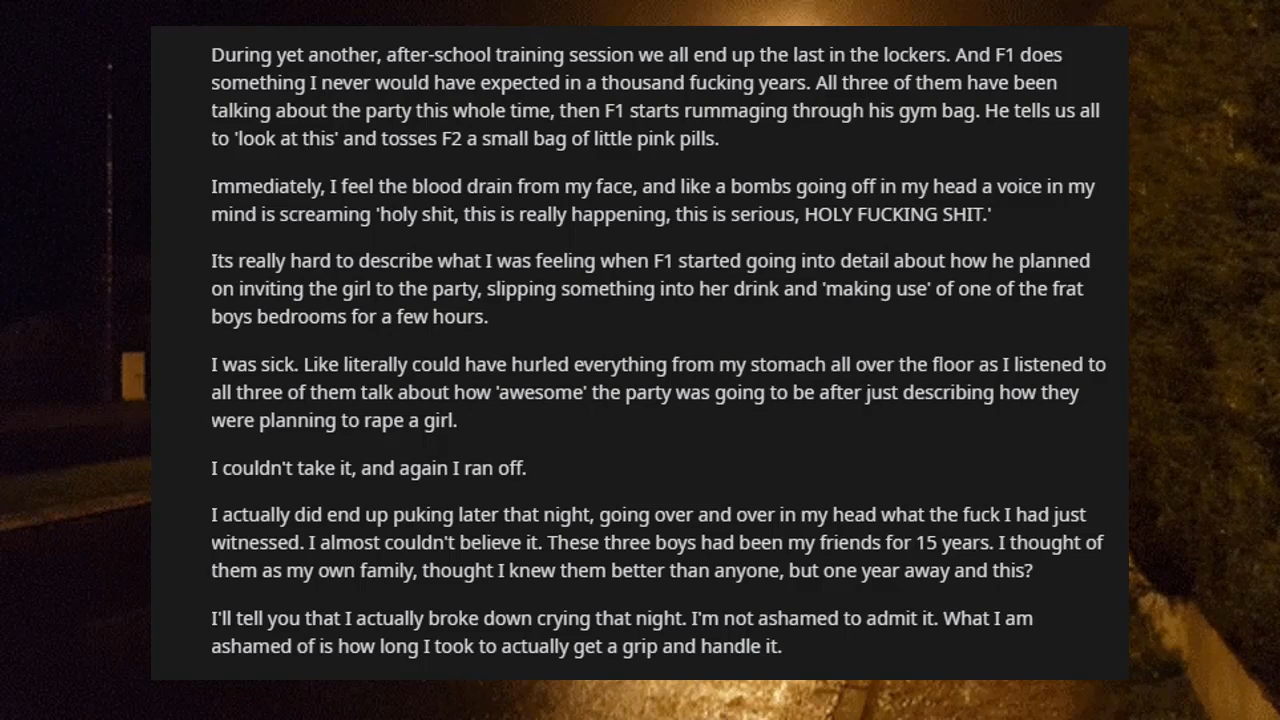 During yet another, after-school training session we all end up the last in the lockers. And F1 does
something I never would have expected in a thousand fucking years. All three of them have been
talking about the party this whole time, then F1 starts rummaging through his gym bag. He tells us all
to 'look at this' and tosses F2 a small bag of little pink pills.
Immediately, I feel the blood drain from my face, and like a bombs going off in my head a voice in my
mind is screaming 'holy shit, this is really happening, this is serious, HOLY FUCKING SHIT.'
Its really hard to describe what I was feeling when F1 started going into detail about how he planned
on inviting the girl to the party, slipping something into her drink and 'making use' of one of the frat
boys bedrooms for a few hours.
I was sick. Like literally could have hurled everything from my stomach all over the floor as I listened to
all three of them talk about how 'awesome' the party was going to be after just describing how they
were planning to rape a girl.
I couldn't take it, and again I ran off.
I actually did end up puking later that night, going over and over in my head what the fuck I had just
witnessed. I almost couldn't believe it. These three boys had been my friends for 15 years. I thought of
them as my own family, thought I knew them better than anyone, but one year away and this?
I'll tell you that I actually broke down crying that night. I'm not ashamed to admit it. What I am
ashamed of is how long I took to actually get a grip and handle it.